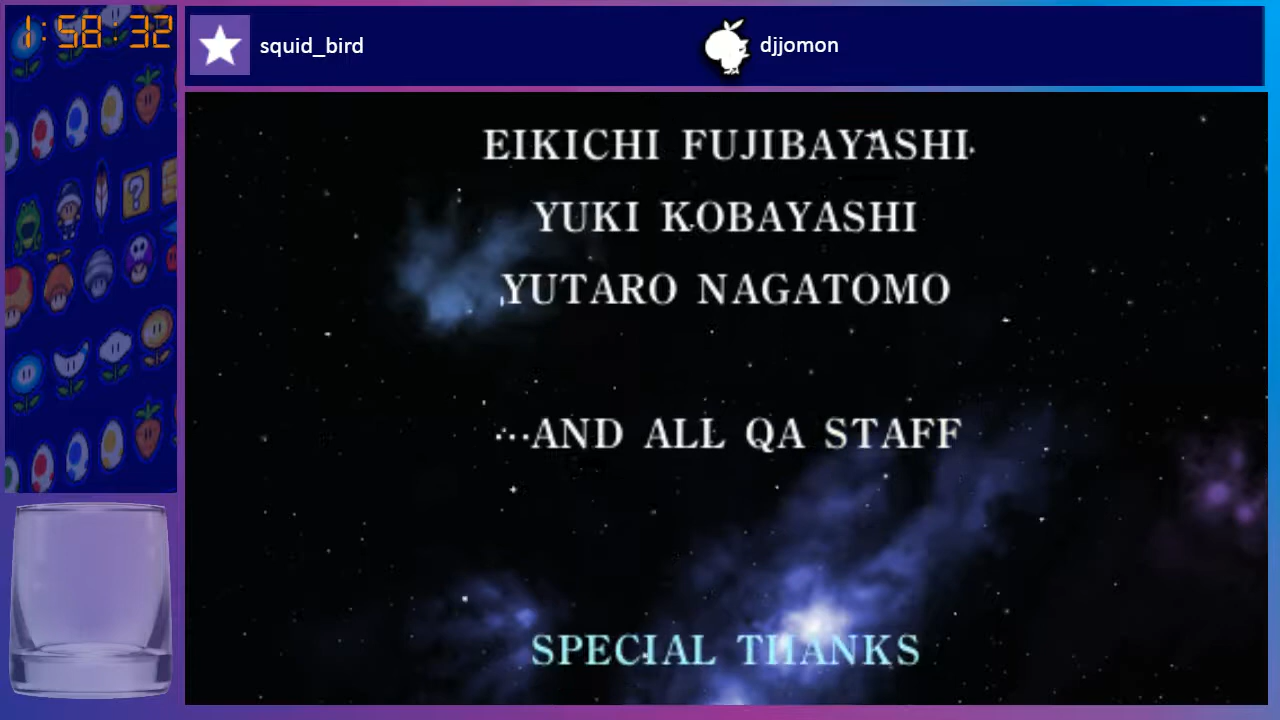 1:58:32
squid_bird
djjomon
EIKICHI FUJIBAYASHI
YUKI KOBAYASHI
YUTARO NAGATOMO
...AND ALL QA STAFF
SPECIAL THANKS